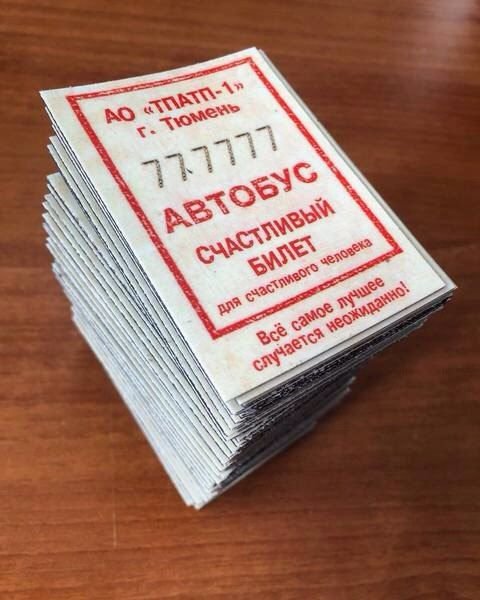 АО «ТПАТП-1»
г. Тюмень
777777
АВТОБУС
СЧАСТЛИВЫЙ
БИЛЕТ
для счастливого человека
Всё самое лучшее
случается неожиданно!